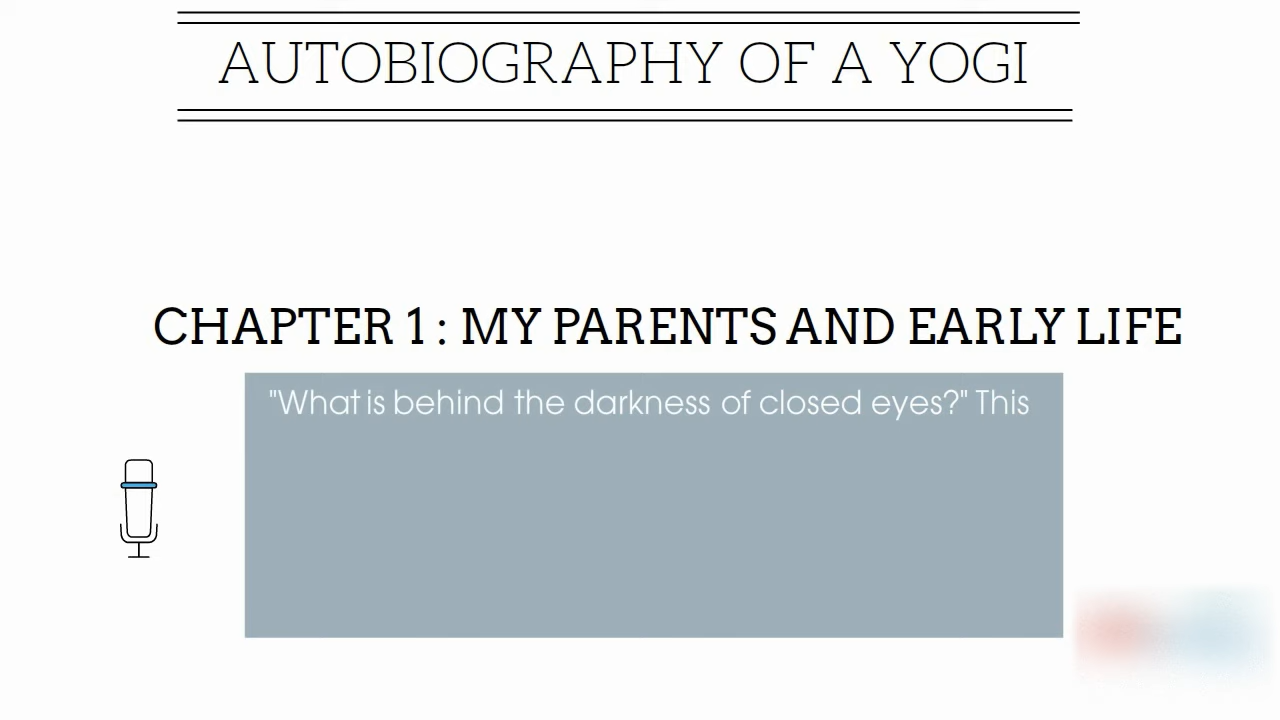 AUTOBIOGRAPHY OF A YOGI
CHAPTER 1 : MY PARENTS AND EARLY LIFE
"What is behind the darkness of closed eyes?" This